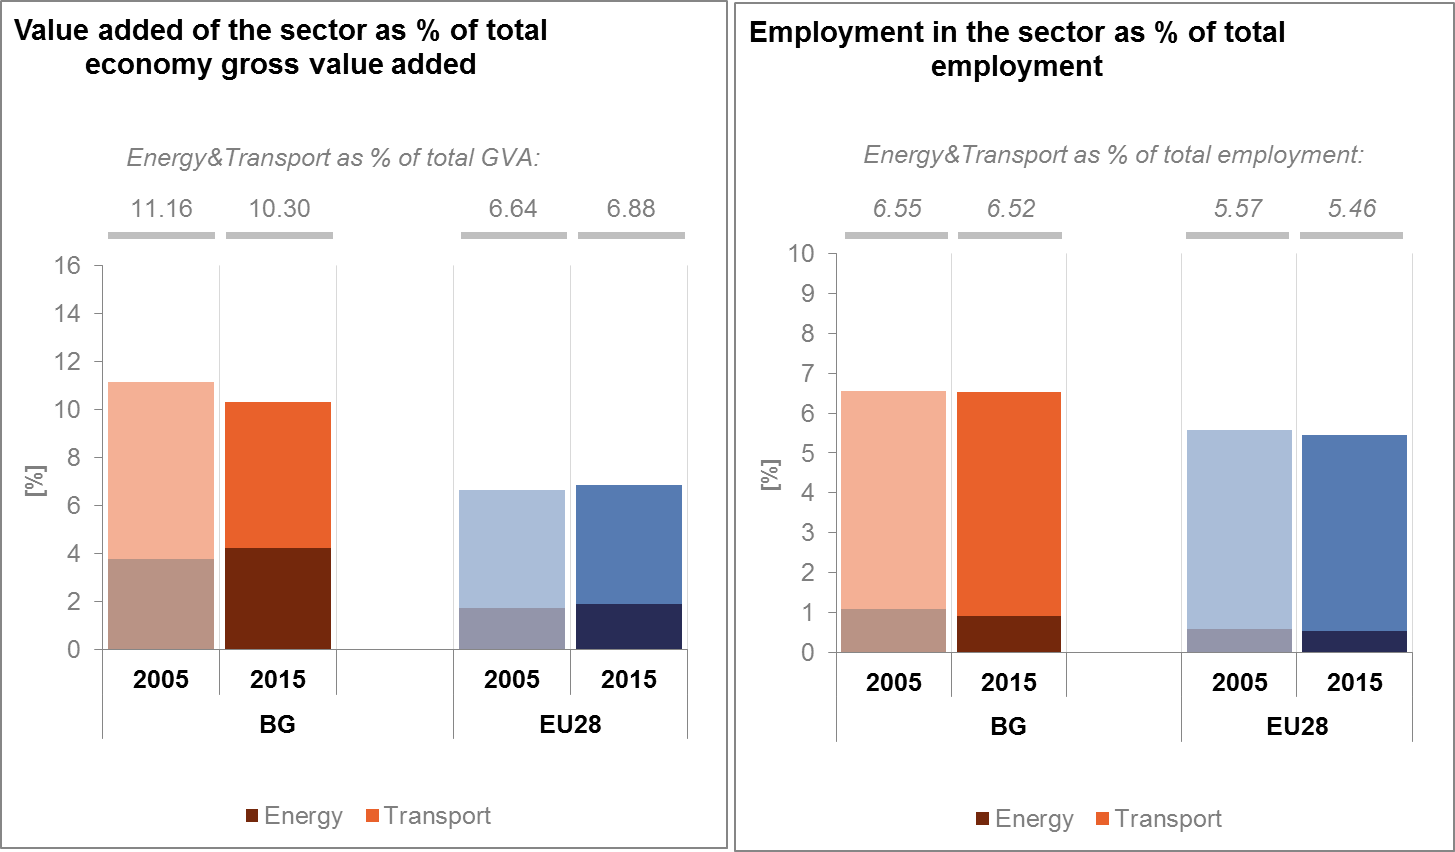 Value added of the sector as % of total
economy gross value added
Energy&Transport as % of total GVA:
11.16 10.30 6.64 6.88
16
14
12
10
8
6
4
2
0
[%]
2005 2015 2005 2015
BG EU28
Energy Transport
Employment in the sector as % of total
employment
Energy&Transport as % of total employment:
6.55 6.52 5.57 5.46
10
9
8
7
6
5
4
3
2
1
0
[%]
2005 2015 2005 2015
BG EU28
Energy Transport